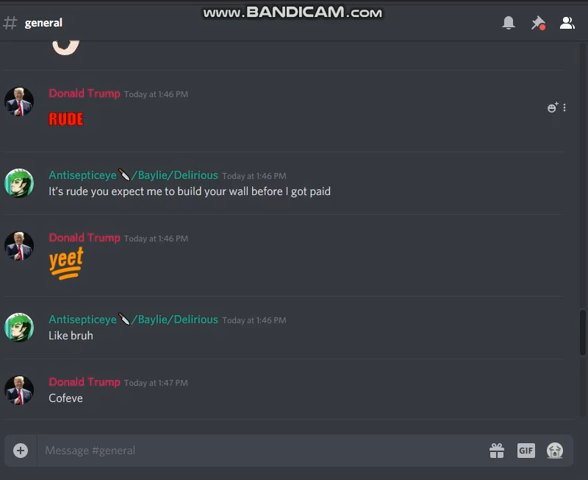 www.BANDICAM.com
# general
Donald Trump Today at 1:46 PM
RUDE
Antisepticeye🔪/Baylie/Delirious Today at 1:46 PM
It's rude you expect me to build your wall before I got paid
Donald Trump Today at 1:46 PM
yeet
Antisepticeye🔪/Baylie/Delirious Today at 1:46 PM
Like bruh
Donald Trump Today at 1:47 PM
Cofeve
Message #general
GIF